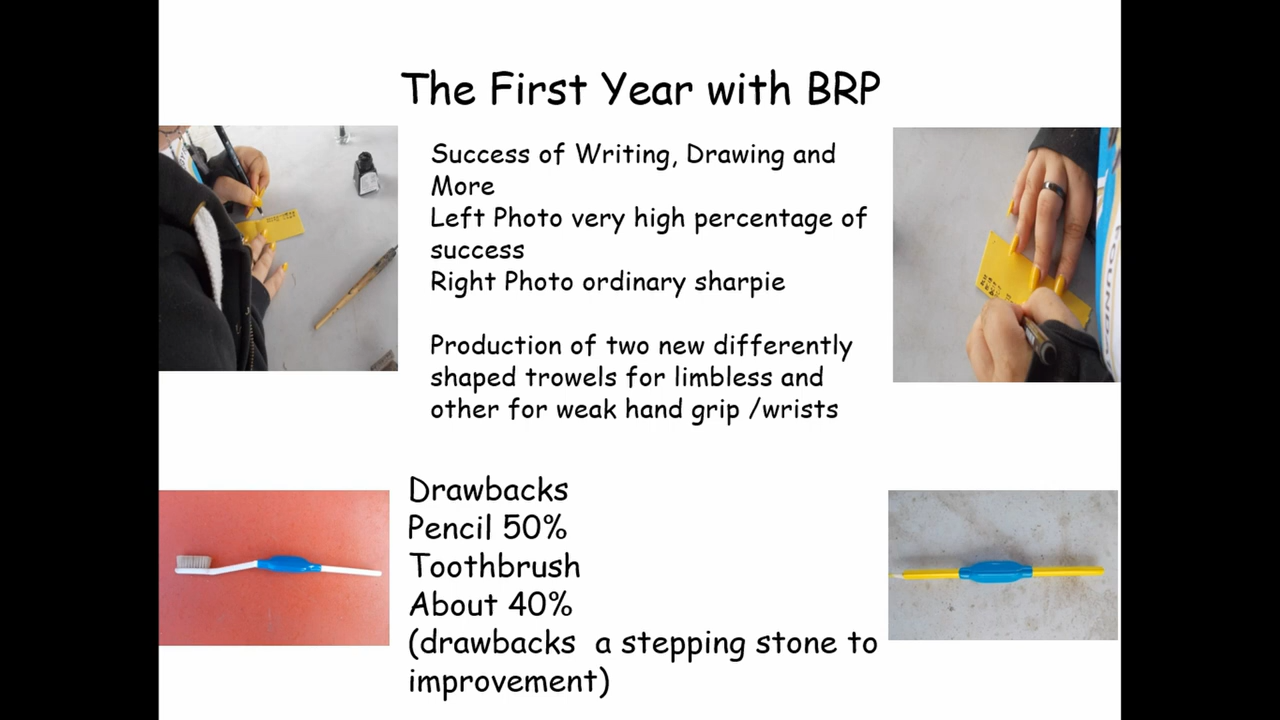 The First Year with BRP
Success of Writing, Drawing and
More
Left Photo very high percentage of
success
Right Photo ordinary sharpie
Production of two new differently
shaped trowels for limbless and
other for weak hand grip /wrists
Drawbacks
Pencil 50%
Toothbrush
About 40%
(drawbacks  a stepping stone to
improvement)